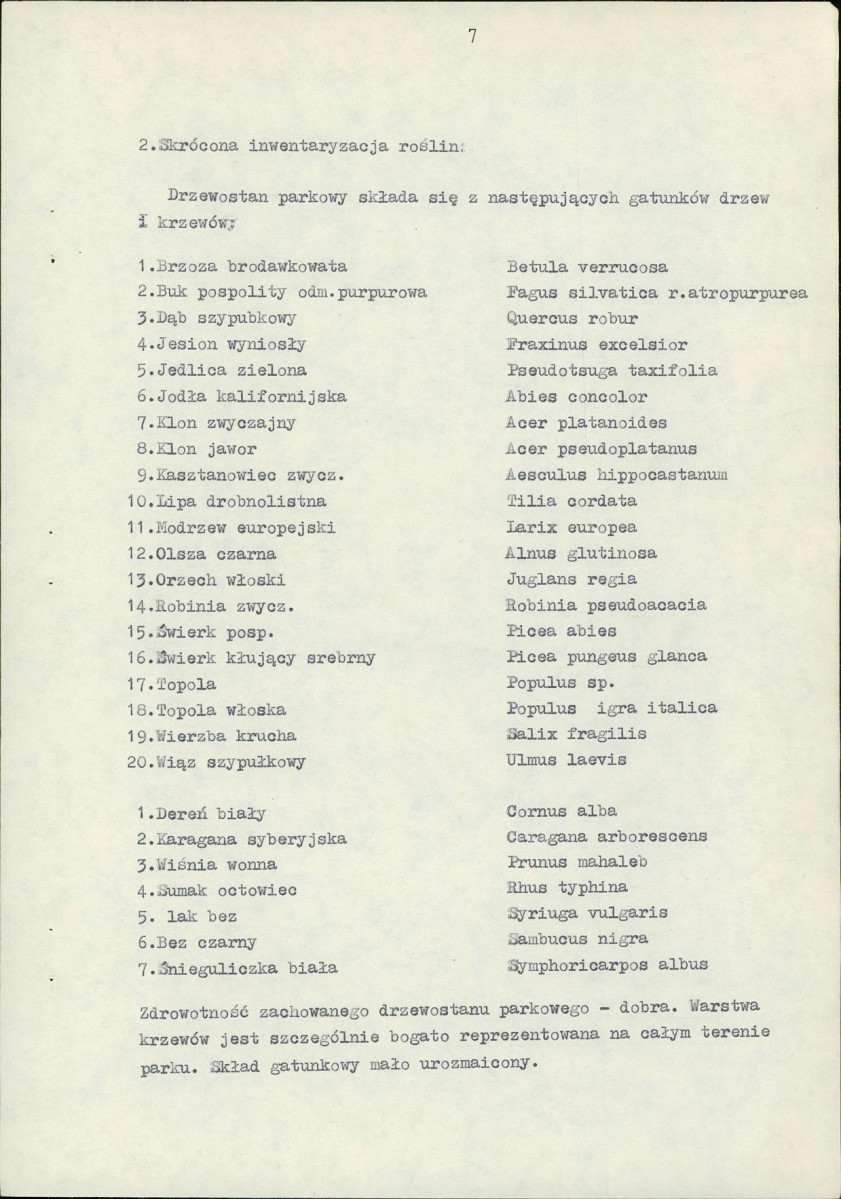 7
2.Skrócona inwentaryzacja roślin.
Drzewostan parkowy składa się z następujących gatunków drzew
i krzewów:
1.Brzoza brodawkowata Betula verrucosa
2.Buk pospolity odm.purpurowa Fagus silvatica r.atropurpurea
3.Dąb szypubkowy Quercus robur
4.Jesion wyniosły Fraxinus excelsior
5.Jedlica zielona Pseudotsuga taxifolia
6.Jodła kalifornijska Abies concolor
7.Klon zwyczajny Acer platanoides
8.Klon jawor Acer pseudoplatanus
9.Kasztanowiec zwycz. Aesculus hippocastanum
10.Lipa drobnolistna Tilia cordata
11.Modrzew europejski Larix europea
12.Olsza czarna Alnus glutinosa
13.Orzech włoski Juglans regia
14.Robinia zwycz. Robinia pseudoacacia
15.Świerk posp. Picea abies
16.Świerk kłujący srebrny Picea pungeus glanca
17.Topola Populus sp.
18.Topola włoska Populus igra italica
19.Wierzba krucha Salix fragilis
20.Wiąz szypułkowy Ulmus laevis
1.Dereń biały Cornus alba
2.Karagana syberyjska Caragana arborescens
3.Wiśnia wonna Prunus mahaleb
4.Sumak octowiec Rhus typhina
5. lak bez Syriuga vulgaris
6.Bez czarny Sambucus nigra
7.Śnieguliczka biała Symphoricarpos albus
Zdrowotność zachowanego drzewostanu parkowego - dobra. Warstwa
krzewów jest szczególnie bogato reprezentowana na całym terenie
parku. Skład gatunkowy mało urozmaicony.